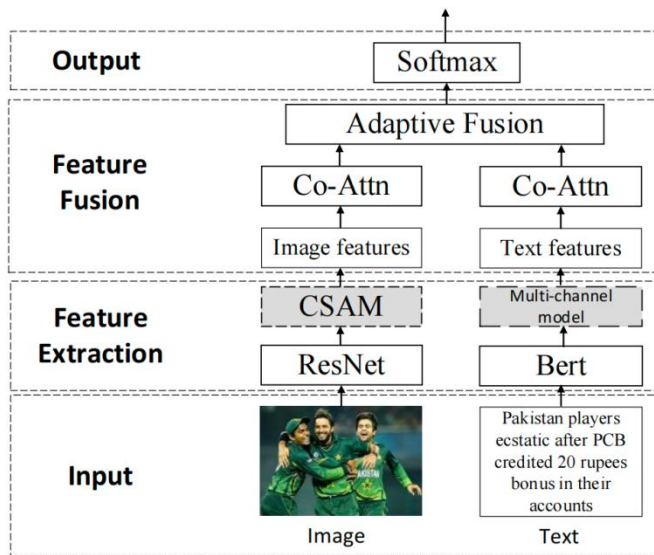 Output
Softmax
Adaptive Fusion
Feature
Fusion
Co-Attn
Co-Attn
Image features
Text features
Feature
Extraction
CSAM
Multi-channel
model
ResNet
Bert
Input
PAKISTAN
Pakistan players
ecstatic after PCB
credited 20 rupees
bonus in their
accounts
Image
Text